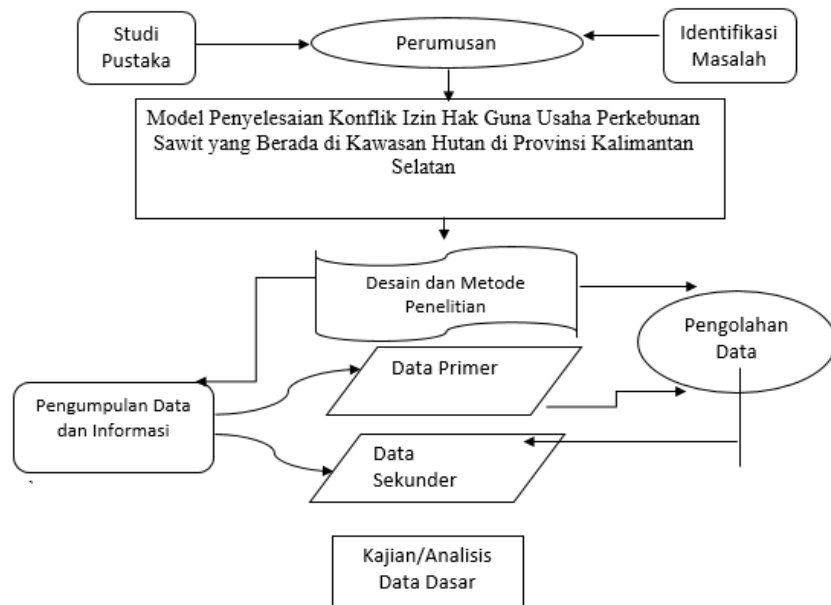 Studi
Pustaka
Perumusan
Identifikasi
Masalah
Model Penyelesaian Konflik Izin Hak Guna Usaha Perkebunan
Sawit yang Berada di Kawasan Hutan di Provinsi Kalimantan
Selatan
Desain dan Metode
Penelitian
Pengolahan
Data
Data Primer
Pengumpulan Data
dan Informasi
Data
Sekunder
Kajian/Analisis
Data Dasar